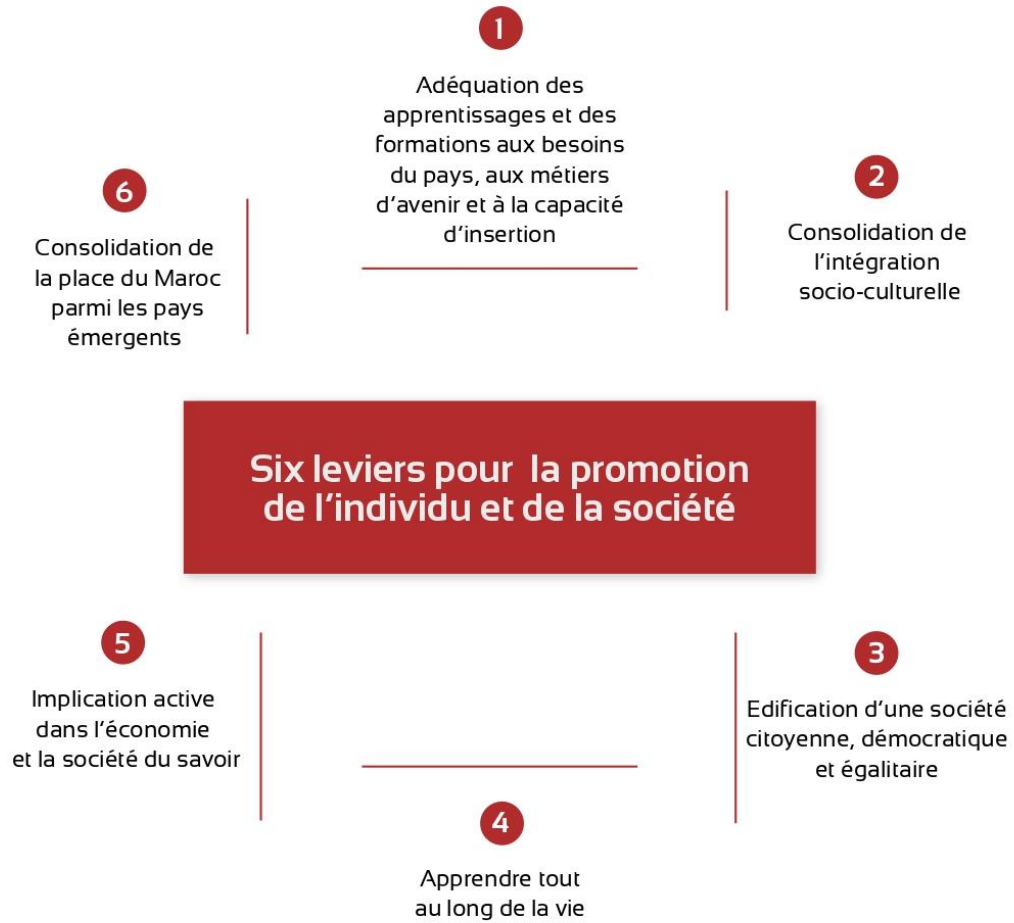 1
Adéquation des
apprentissages et des
formations aux besoins
du pays, aux métiers
d'avenir et à la capacité
d'insertion
2
Consolidation de
l'intégration
socio-culturelle
6
Consolidation de
la place du Maroc
parmi les pays
émergents
Six leviers pour la promotion
de l'individu et de la société
5
Implication active
dans l'économie
et la société du savoir
3
Edification d'une société
citoyenne, démocratique
et égalitaire
4
Apprendre tout
au long de la vie